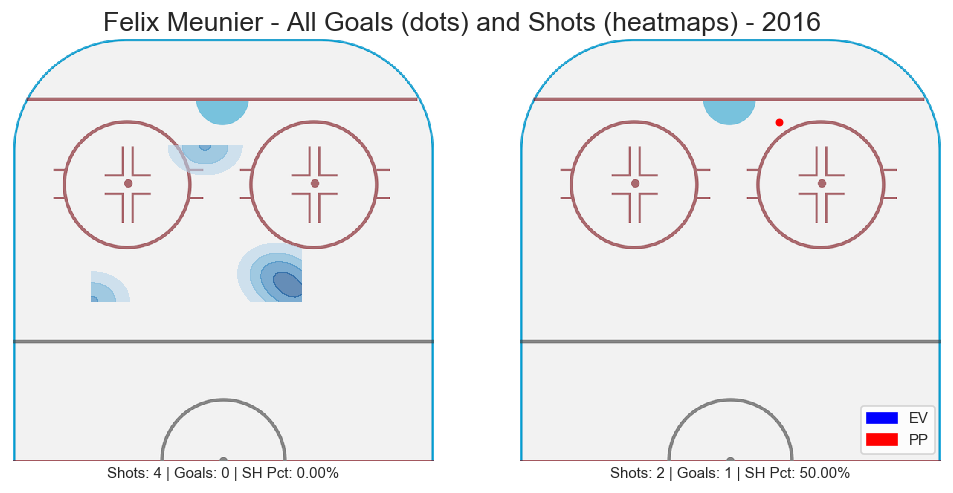 Felix Meunier - All Goals (dots) and Shots (heatmaps) - 2016
EV
PP
Shots: 4 | Goals: 0 | SH Pct: 0.00%
Shots: 2 | Goals: 1 | SH Pct: 50.00%